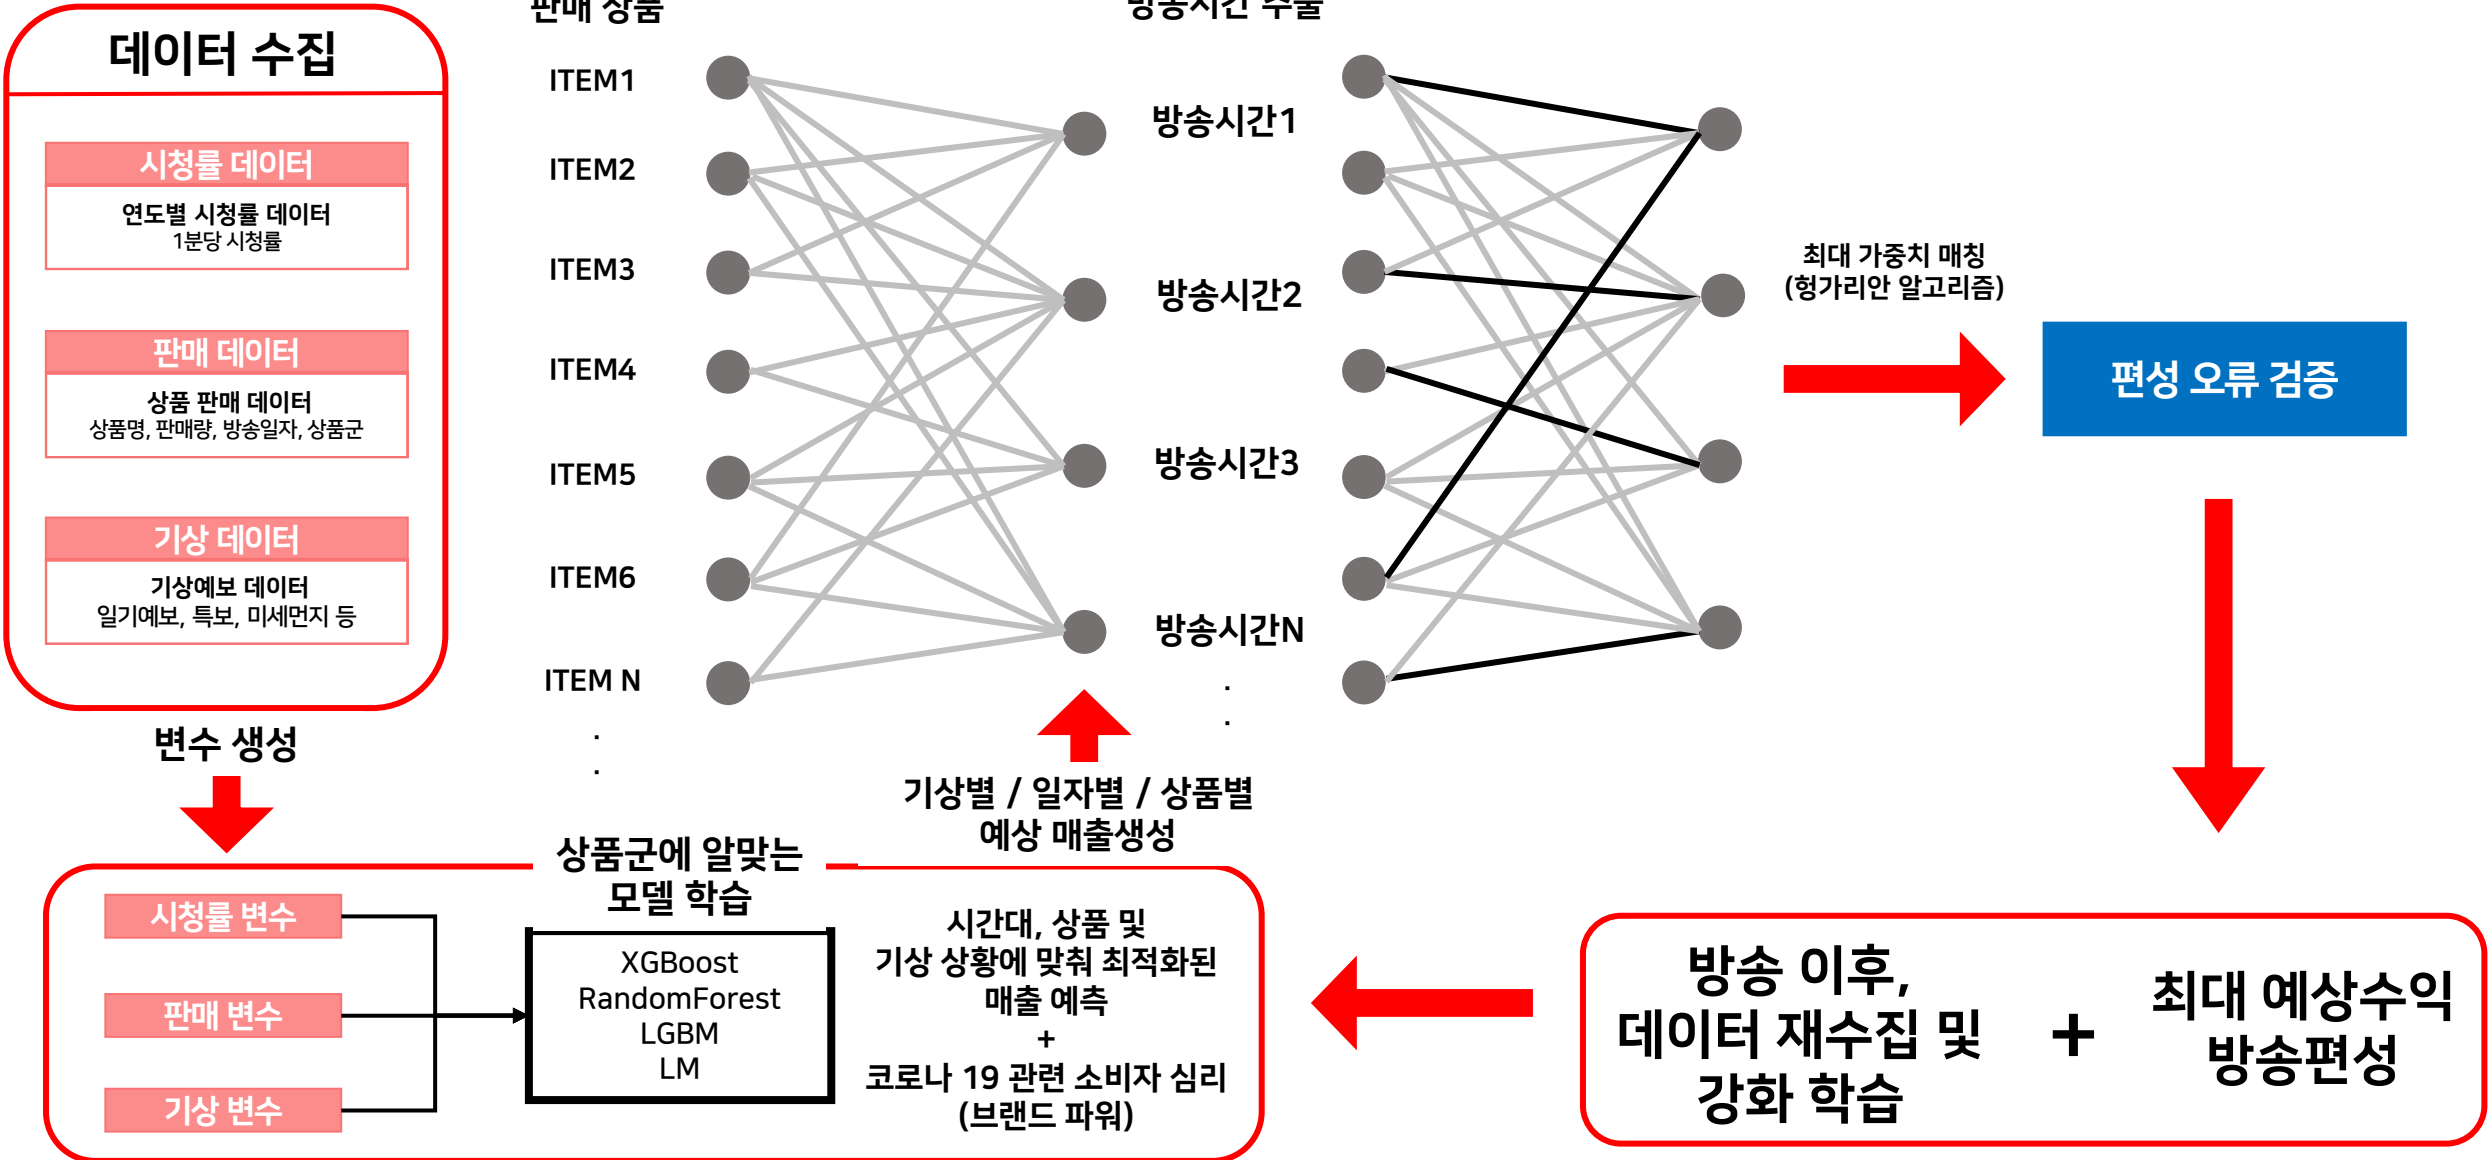 데이터 수집
시청률 데이터
연도별 시청률 데이터
1분당 시청률
판매 데이터
상품 판매 데이터
상품명, 판매량, 방송일자, 상품군
기상 데이터
기상예보 데이터
일기예보, 특보, 미세먼지 등
변수 생성
판매 상품
ITEM1
ITEM2
ITEM3
ITEM4
ITEM5
ITEM6
ITEM N
.
.
방송시간1
방송시간2
방송시간3
방송시간N
.
.
최대 가중치 매칭
(헝가리안 알고리즘)
편성 오류 검증
기상별 / 일자별 / 상품별
예상 매출생성
상품군에 알맞는
모델 학습
시청률 변수
판매 변수
기상 변수
XGBoost
RandomForest
LGBM
LM
시간대, 상품 및
기상 상황에 맞춰 최적화된
매출 예측
+
코로나 19 관련 소비자 심리
(브랜드 파워)
방송 이후,
데이터 재수집 및
강화 학습
+
최대 예상수익
방송편성